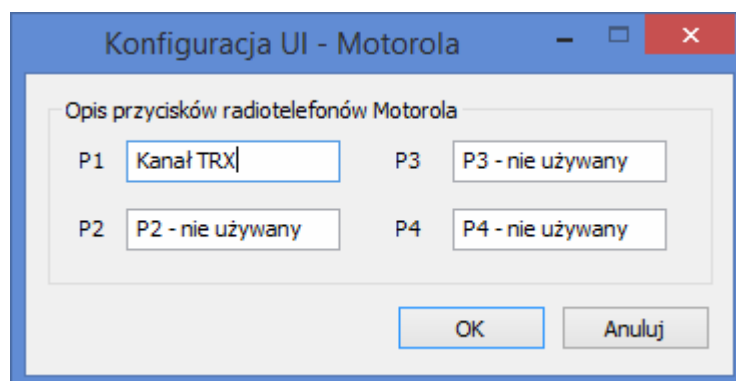 Konfiguracja UI - Motorola
Opis przycisków radiotelefonów Motorola
P1 Kanał TRX P3 P3 - nie używany
P2 P2 - nie używany P4 P4 - nie używany
OK Anuluj